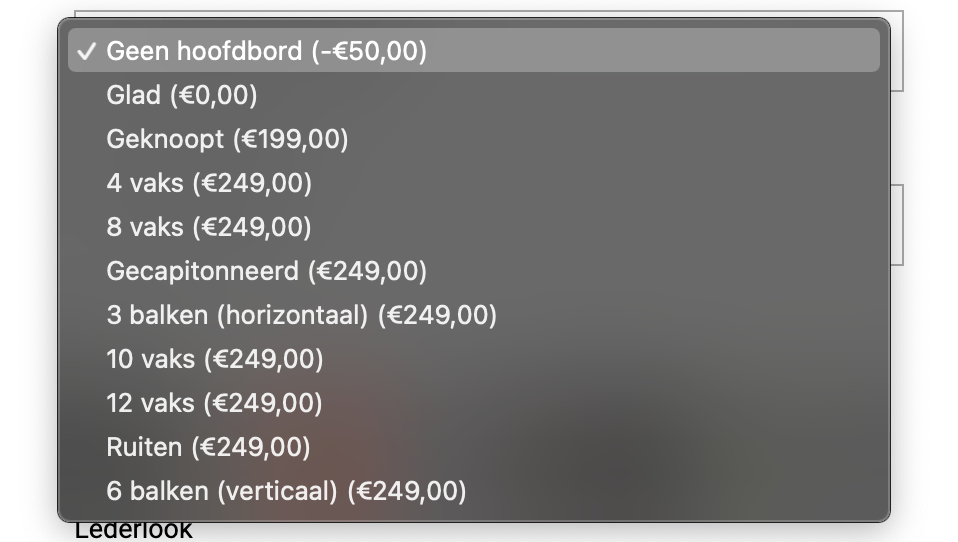 Geen hoofdbord (-€50,00)
Glad (€0,00)
Geknoopt (€199,00)
4 vaks (€249,00)
8 vaks (€249,00)
Gecapitonneerd (€249,00)
3 balken (horizontaal) (€249,00)
10 vaks (€249,00)
12 vaks (€249,00)
Ruiten (€249,00)
6 balken (verticaal) (€249,00)
Lederlook